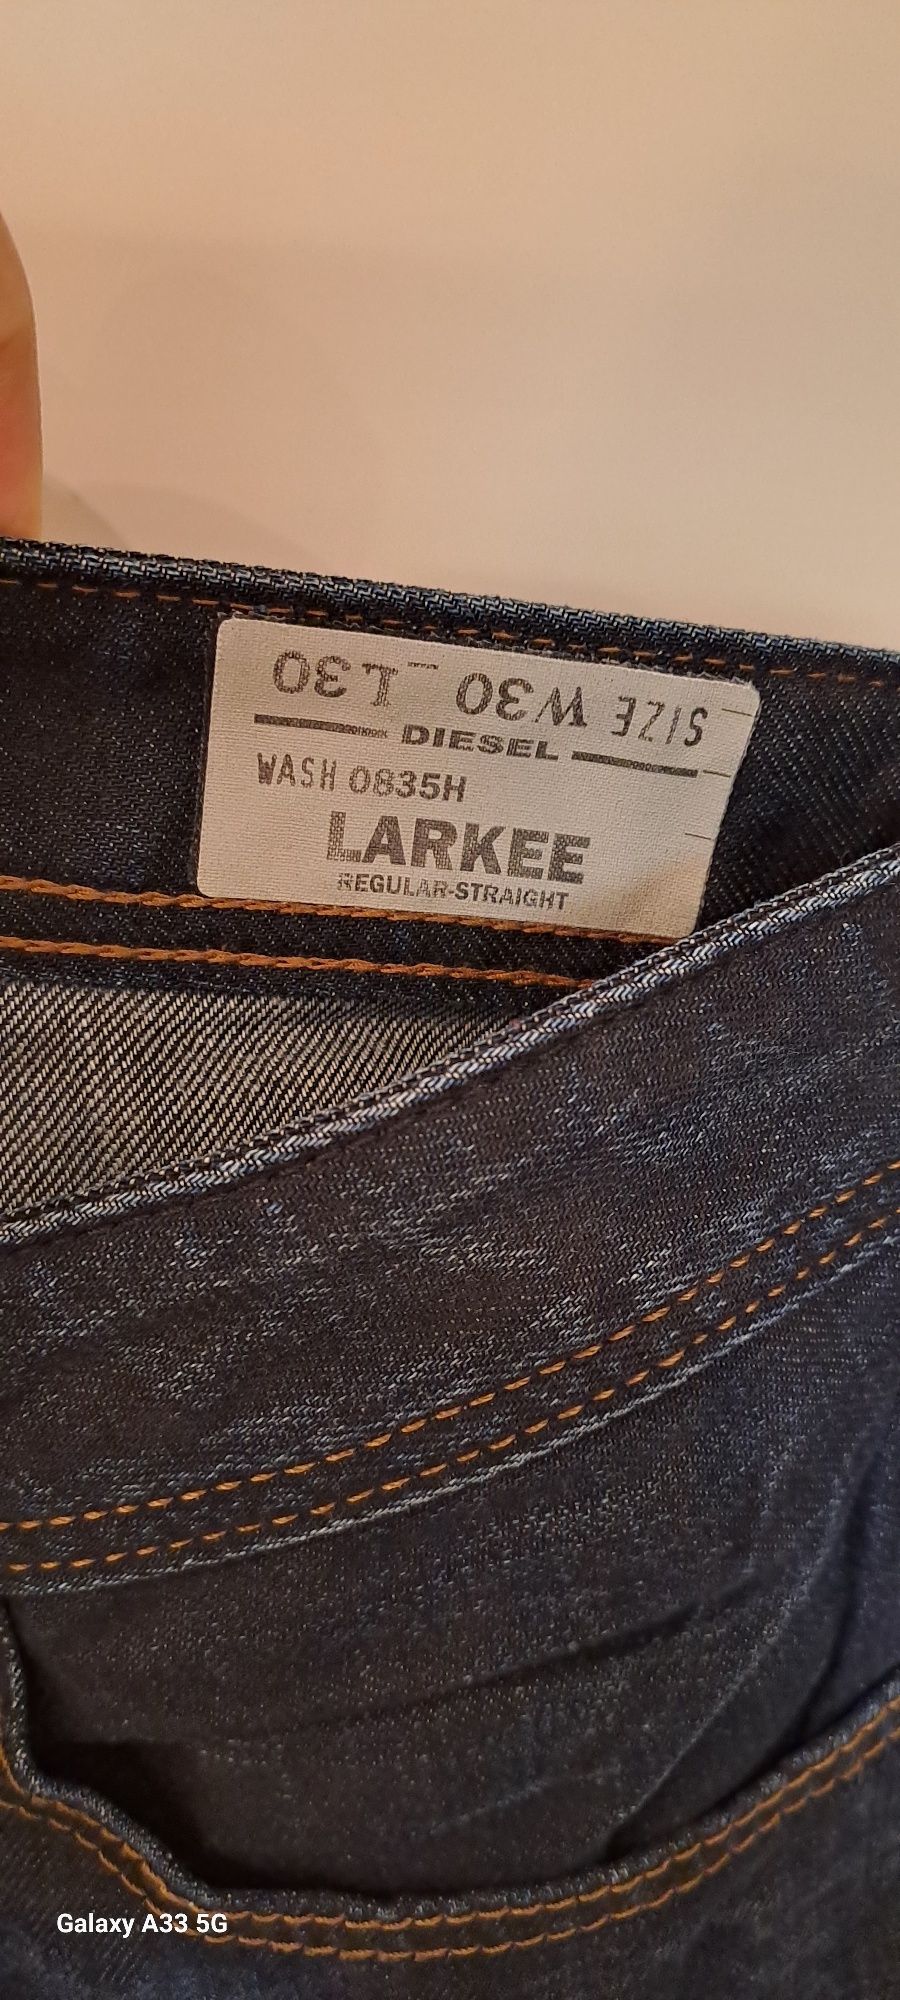 SIZE W30 L30
DIESEL
WASH 0835H
LARKEE
REGULAR-STRAIGHT
Galaxy A33 5G